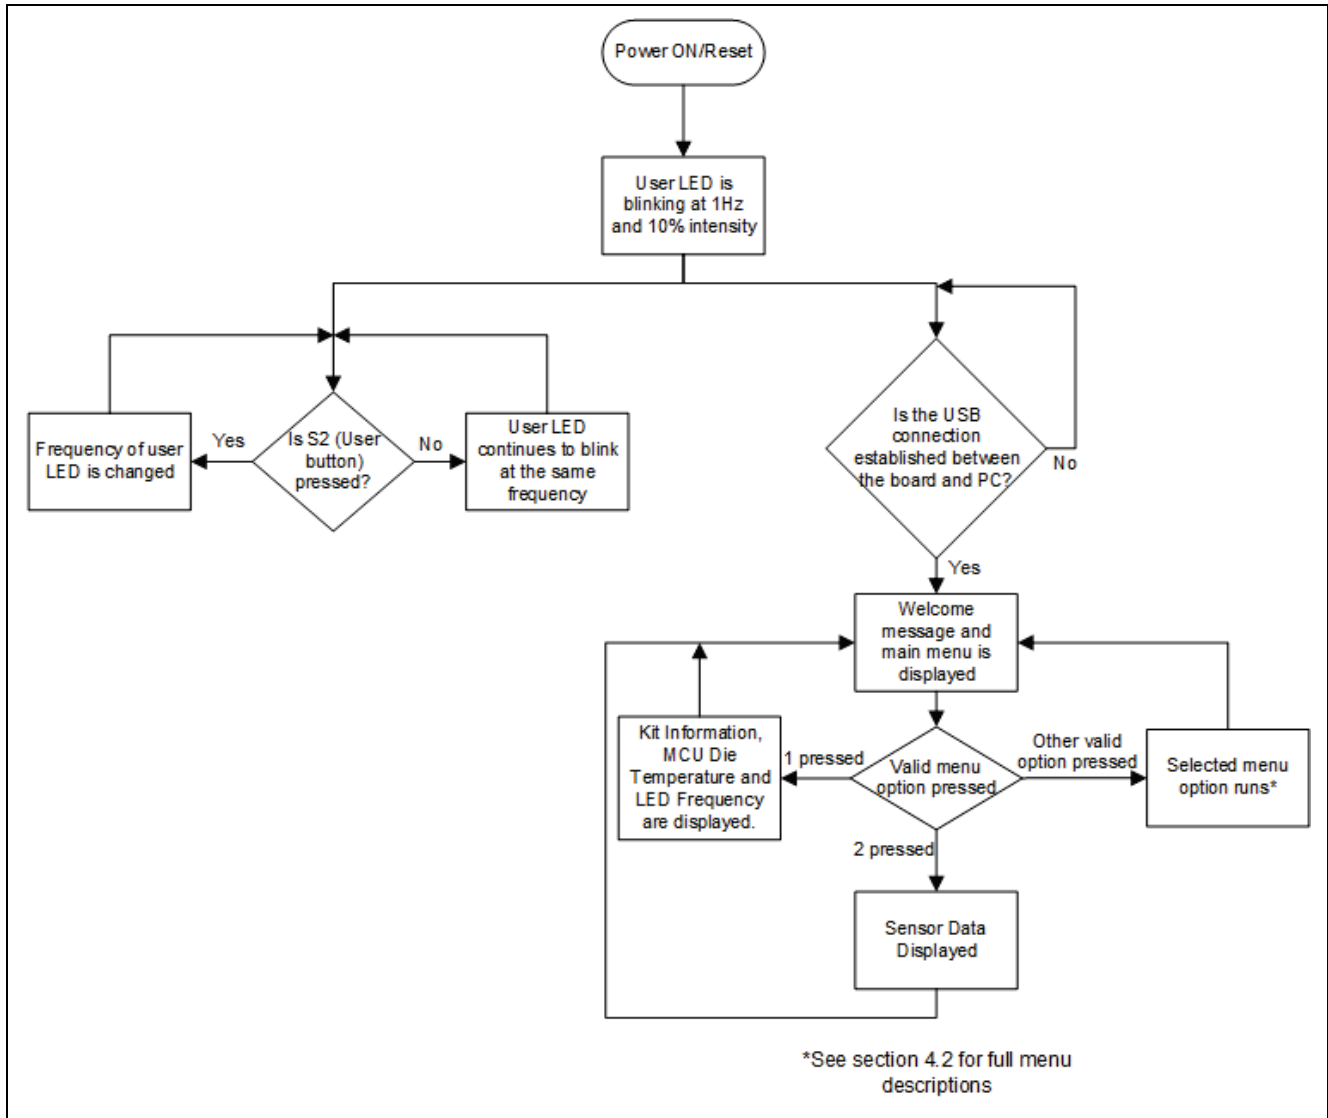 Power ON/Reset
User LED is
blinking at 1Hz
and 10% intensity
Frequency of user
LED is changed
Yes
Is S2 (User
button)
pressed?
No
User LED
continues to blink
at the same
frequency
Is the USB
connection
established between
the board and PC?
No
Yes
Welcome
message and
main menu is
displayed
Kit Information,
MCU Die
Temperature and
LED Frequency
are displayed.
1 pressed
Valid menu
option pressed
Other valid
option pressed
Selected menu
option runs*
2 pressed
Sensor Data
Displayed
*See section 4.2 for full menu
descriptions